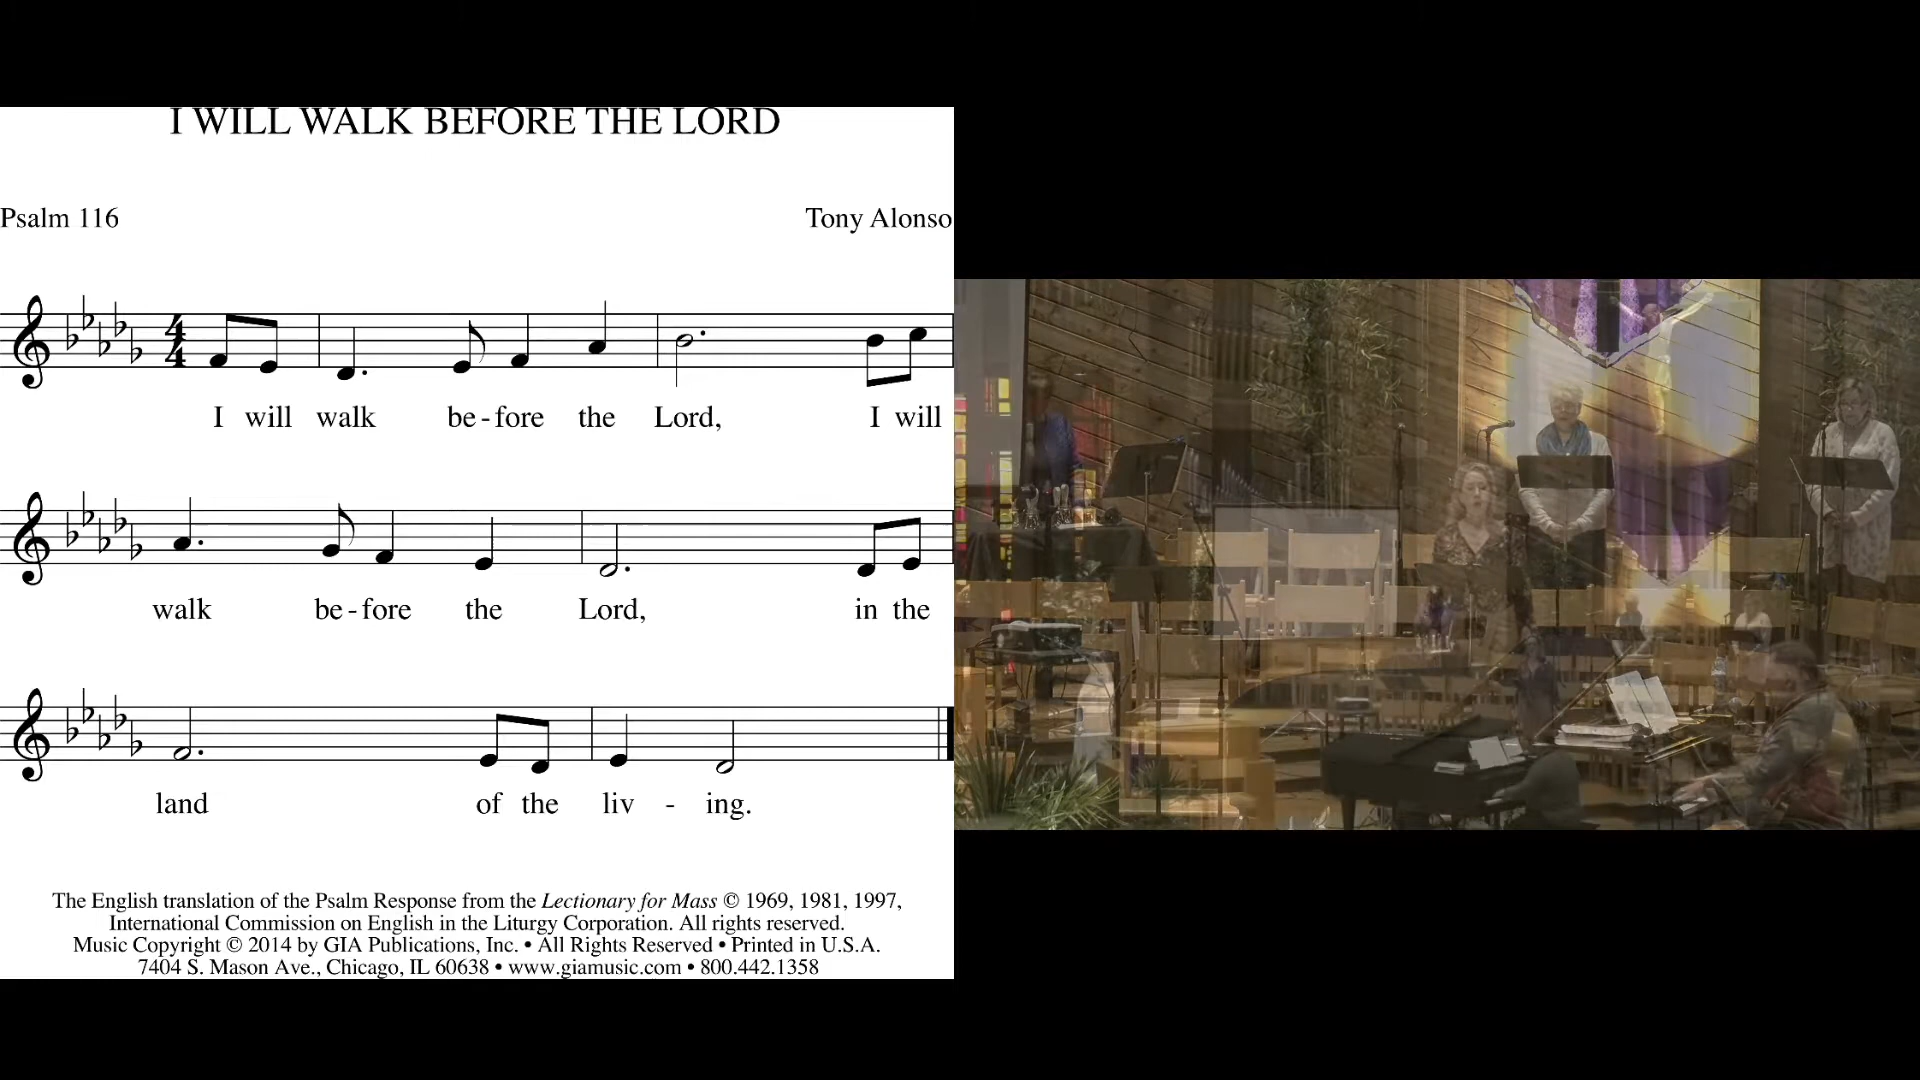 I WILL WALK BEFORE THE LORD
Psalm 116
Tony Alonso
4
4
I will walk be - fore the Lord, I will
walk be - fore the Lord, in the
land of the liv - ing.
The English translation of the Psalm Response from the Lectionary for Mass © 1969, 1981, 1997,
International Commission on English in the Liturgy Corporation. All rights reserved.
Music Copyright © 2014 by GIA Publications, Inc. • All Rights Reserved • Printed in U.S.A.
7404 S. Mason Ave., Chicago, IL 60638 • www.giamusic.com • 800.442.1358